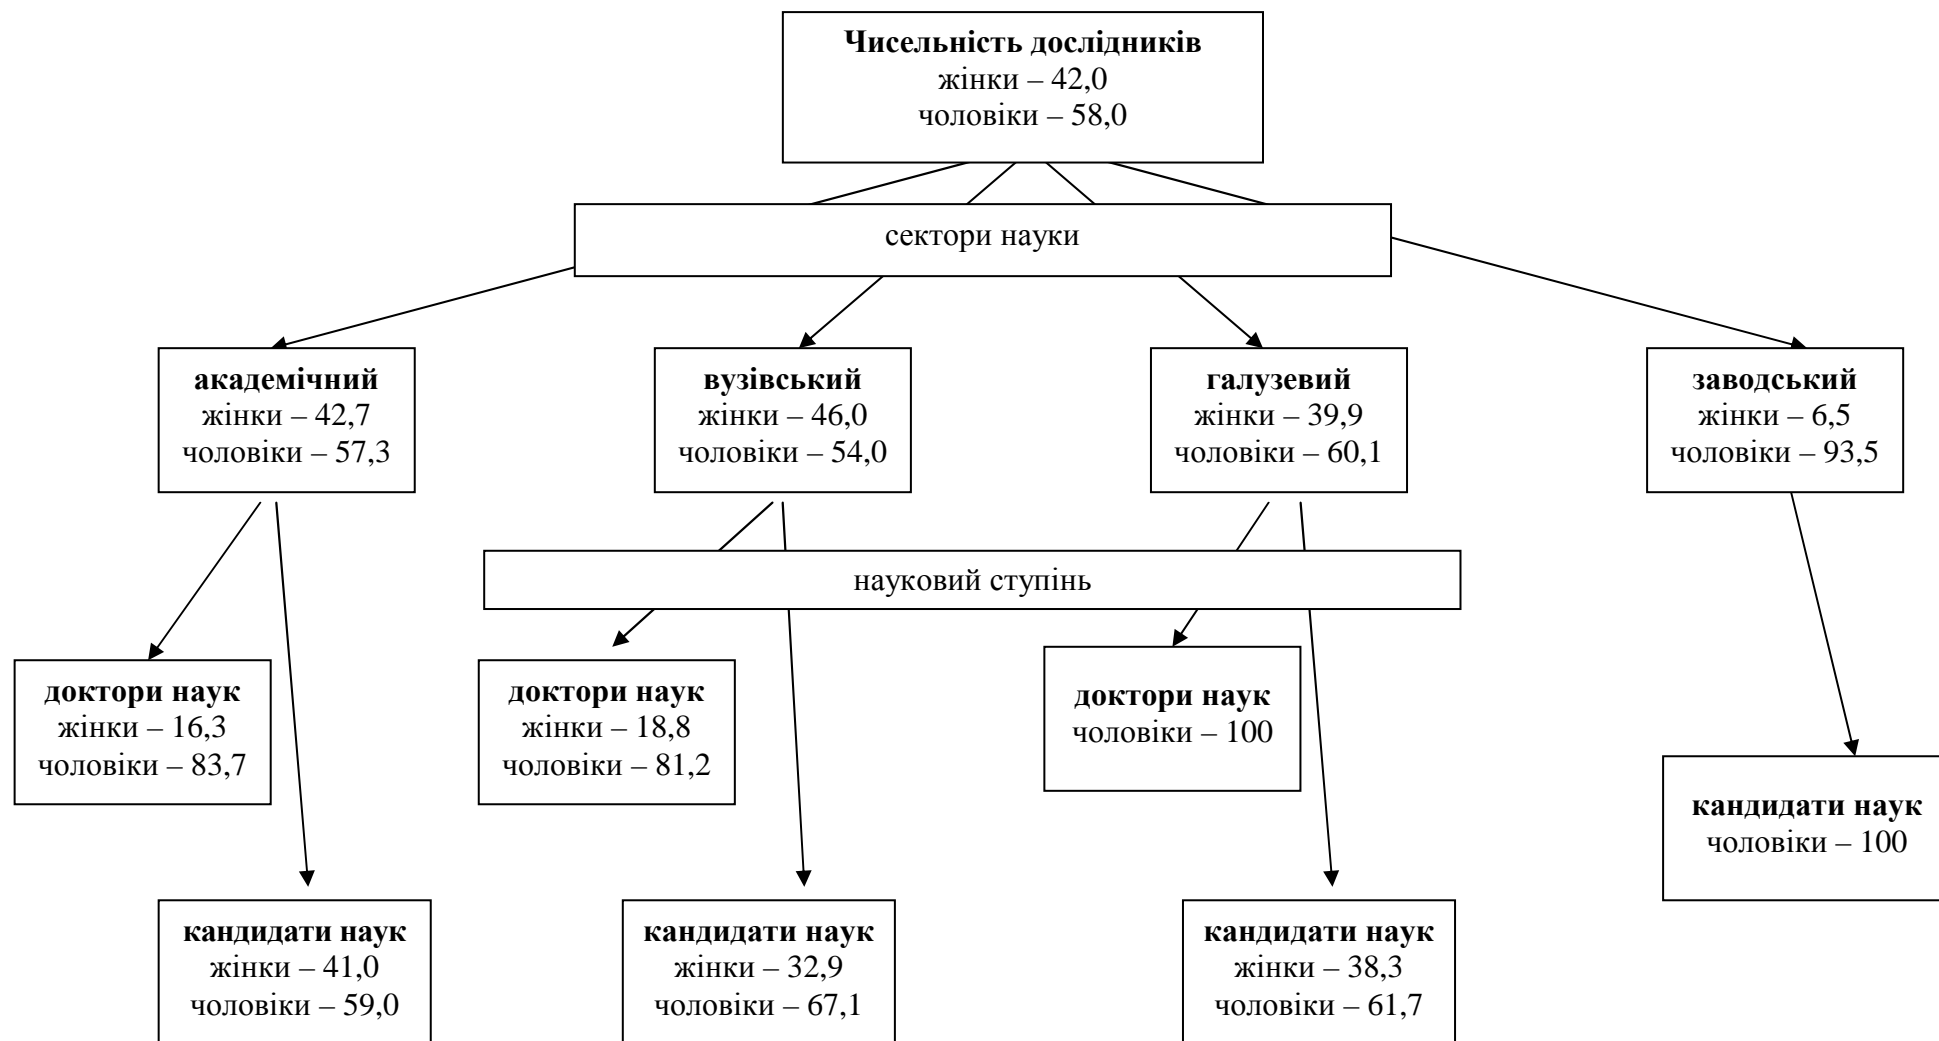 Чисельність дослідників
жінки – 42,0
чоловіки – 58,0
сектори науки
академічний
жінки – 42,7
чоловіки – 57,3
вузівський
жінки – 46,0
чоловіки – 54,0
галузевий
жінки – 39,9
чоловіки – 60,1
заводський
жінки – 6,5
чоловіки – 93,5
науковий ступінь
доктори наук
жінки – 16,3
чоловіки – 83,7
доктори наук
жінки – 18,8
чоловіки – 81,2
доктори наук
чоловіки – 100
кандидати наук
чоловіки – 100
кандидати наук
жінки – 41,0
чоловіки – 59,0
кандидати наук
жінки – 32,9
чоловіки – 67,1
кандидати наук
жінки – 38,3
чоловіки – 61,7